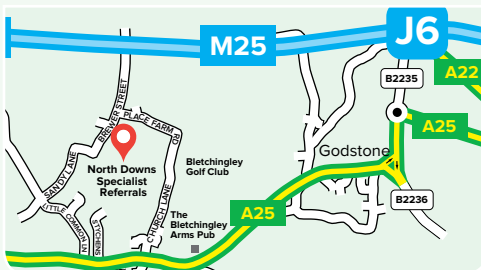 J6
M25
A22
B2235
BREWER STREET
PLACE FARM RD
A25
Godstone
SANDY LANE
North Downs
Specialist
Referrals
Bletchingley
Golf Club
B2236
LITTLE COMMON LN
STYCHENS
CHURCH LANE
The
Bletchingley
Arms Pub
A25